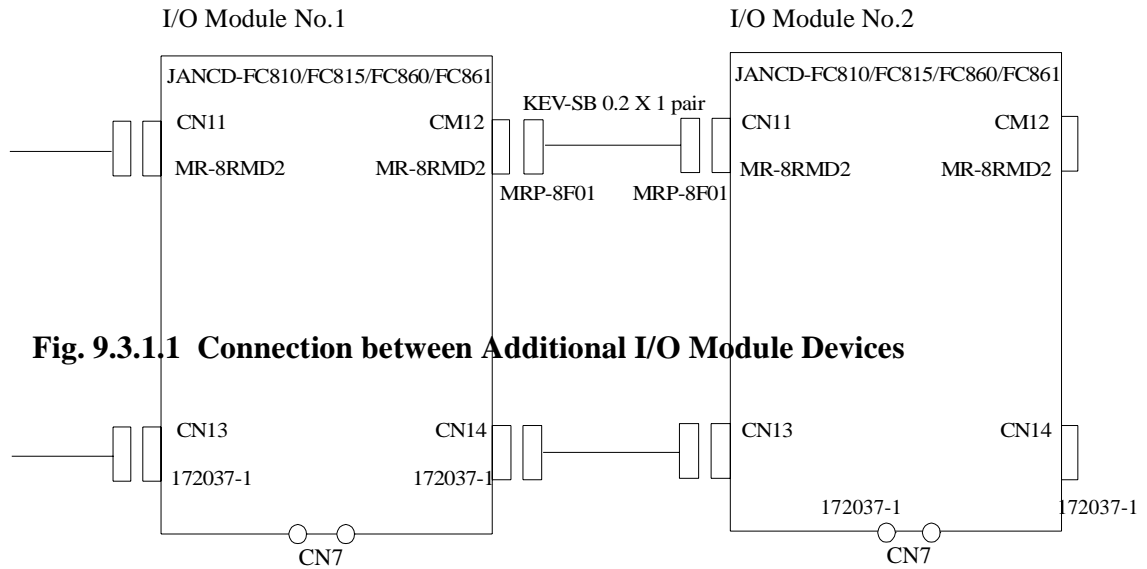 I/O Module No.1
I/O Module No.2
JANCD-FC810/FC815/FC860/FC861
JANCD-FC810/FC815/FC860/FC861
KEV-SB 0.2 X 1 pair
CN11
CM12
CN11
CM12
MR-8RMD2
MR-8RMD2
MR-8RMD2
MR-8RMD2
MRP-8F01
MRP-8F01
Fig. 9.3.1.1 Connection between Additional I/O Module Devices
CN13
CN14
CN13
CN14
172037-1
172037-1
172037-1
172037-1
CN7
CN7